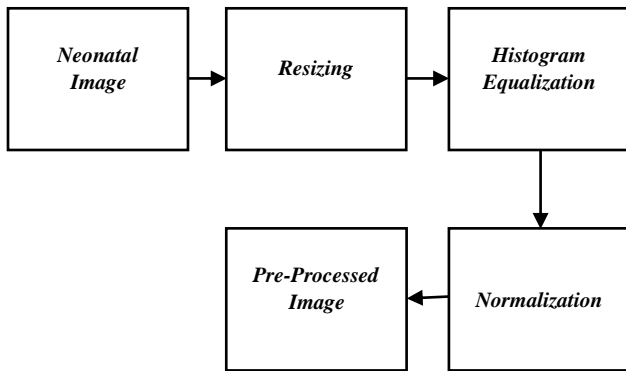 Neonatal
Image
Resizing
Histogram
Equalization
Pre-Processed
Image
Normalization